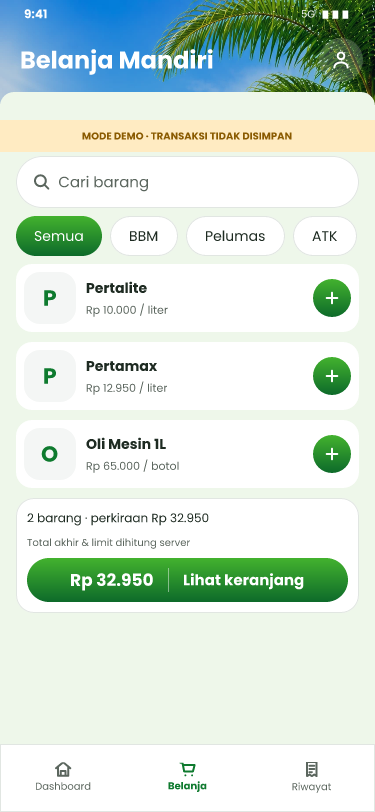 9:41
5G
Belanja Mandiri
MODE DEMO · TRANSAKSI TIDAK DISIMPAN
Cari barang
Semua
BBM
Pelumas
ATK
P
Pertalite
Rp 10.000 / liter
+
P
Pertamax
Rp 12.950 / liter
+
O
Oli Mesin 1L
Rp 65.000 / botol
+
2 barang · perkiraan Rp 32.950
Total akhir & limit dihitung server
Rp 32.950
Lihat keranjang
Dashboard
Belanja
Riwayat